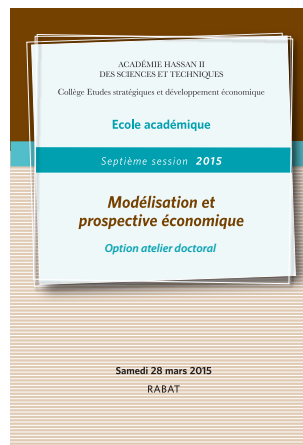 ACADÉMIE HASSAN II
DES SCIENCES ET TECHNIQUES
Collège Etudes stratégiques et développement économique
Ecole académique
Septième session 2015
Modélisation et
prospective économique
Option atelier doctoral
Samedi 28 mars 2015
RABAT